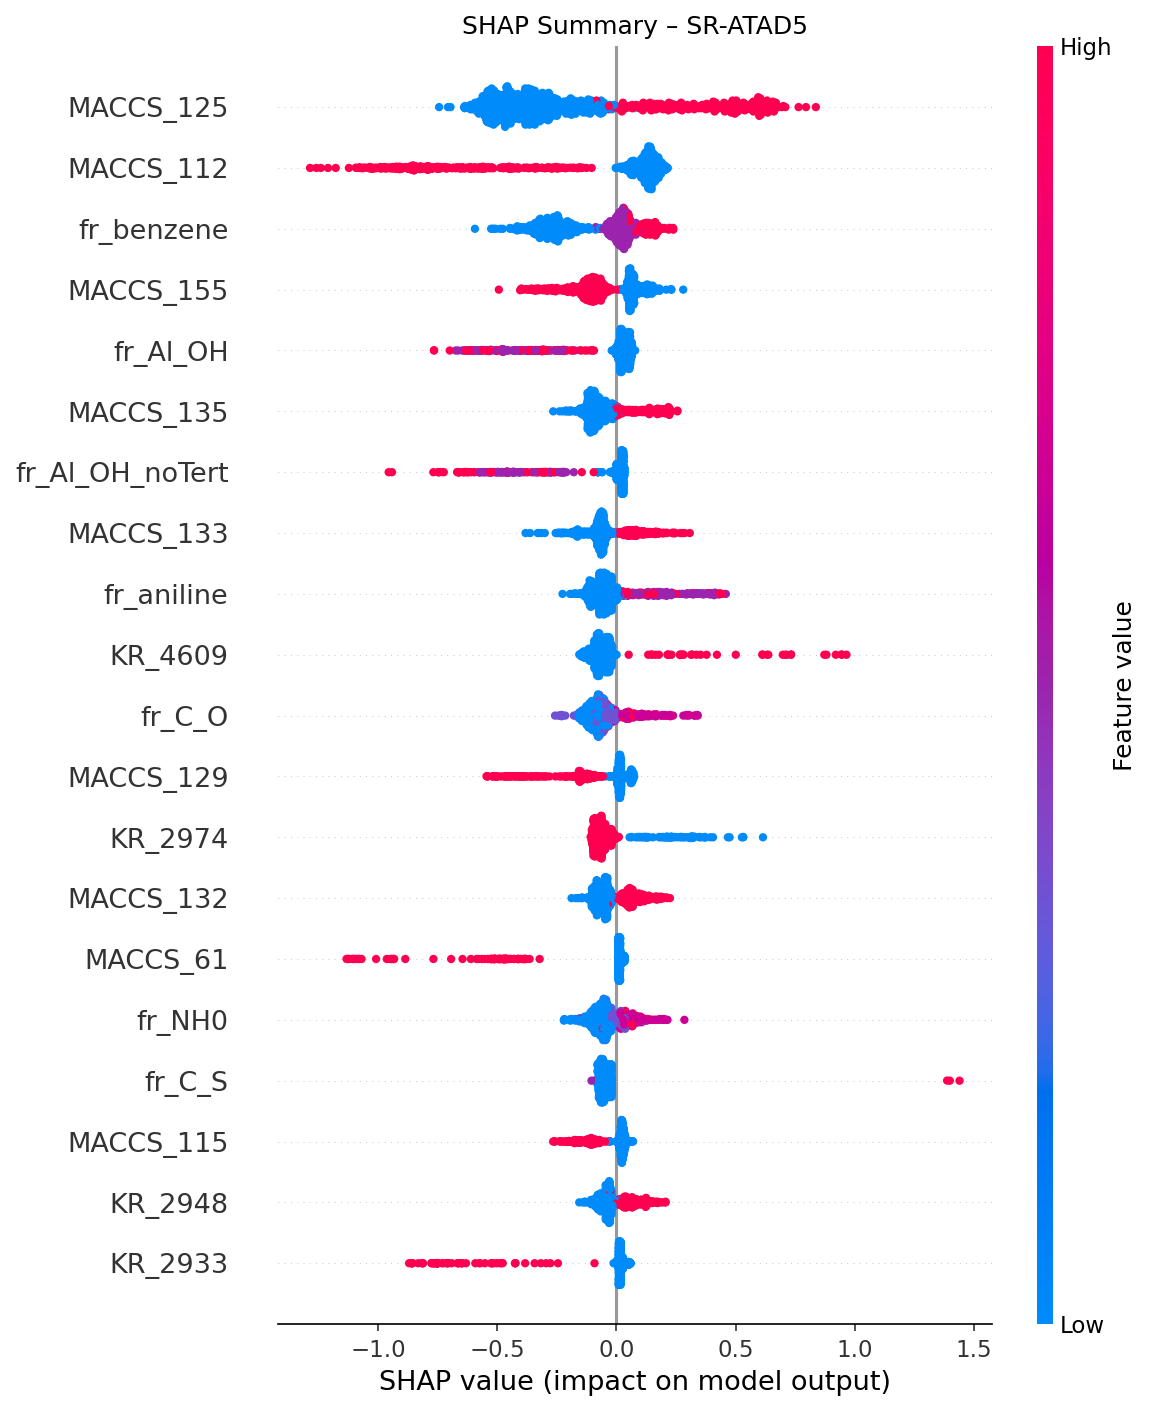 SHAP Summary – SR-ATAD5
High
MACCS_125
MACCS_112
fr_benzene
MACCS_155
fr_Al_OH
MACCS_135
fr_Al_OH_noTert
MACCS_133
fr_aniline
KR_4609
fr_C_O
MACCS_129
KR_2974
MACCS_132
MACCS_61
fr_NH0
fr_C_S
MACCS_115
KR_2948
KR_2933
Feature value
Low
−1.0 −0.5 0.0 0.5 1.0 1.5
SHAP value (impact on model output)